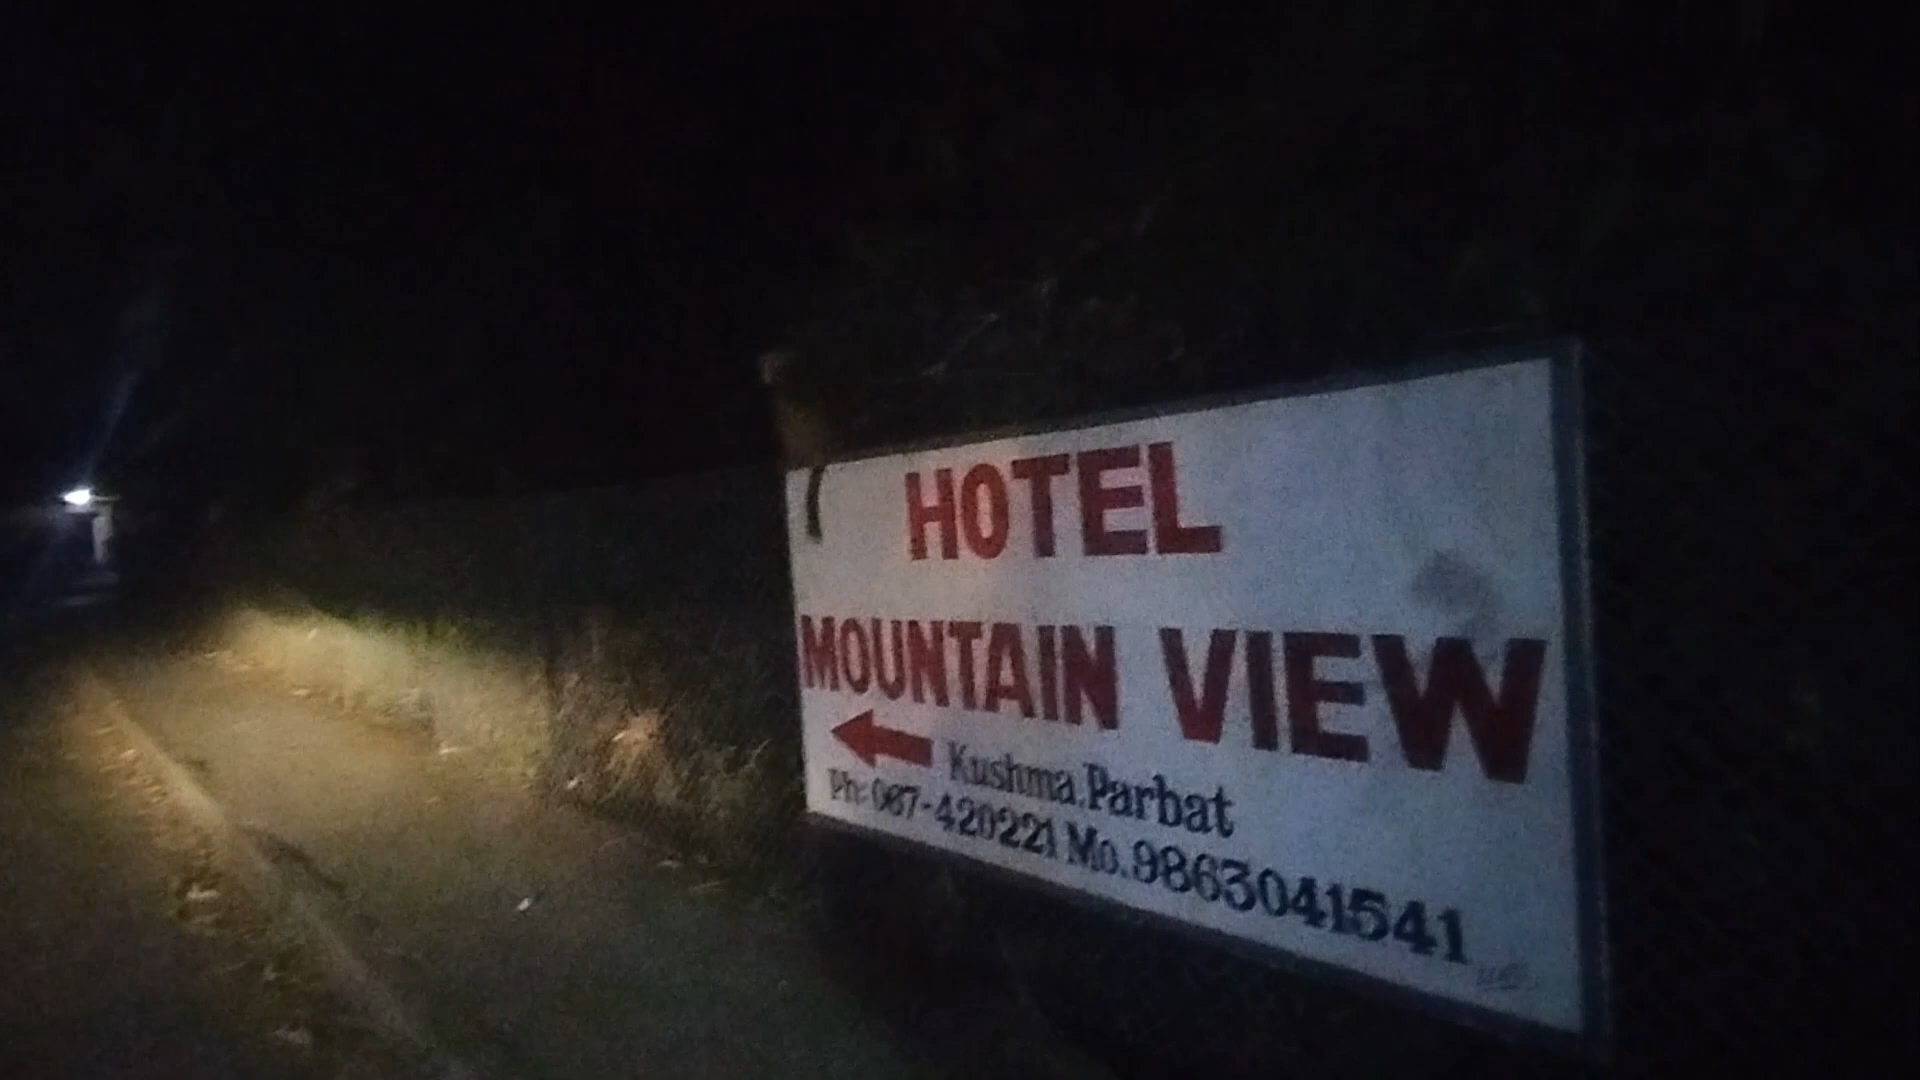 HOTEL
MOUNTAIN VIEW
Kushma, Parbat
Ph: 067-420221 Mo. 9863041541